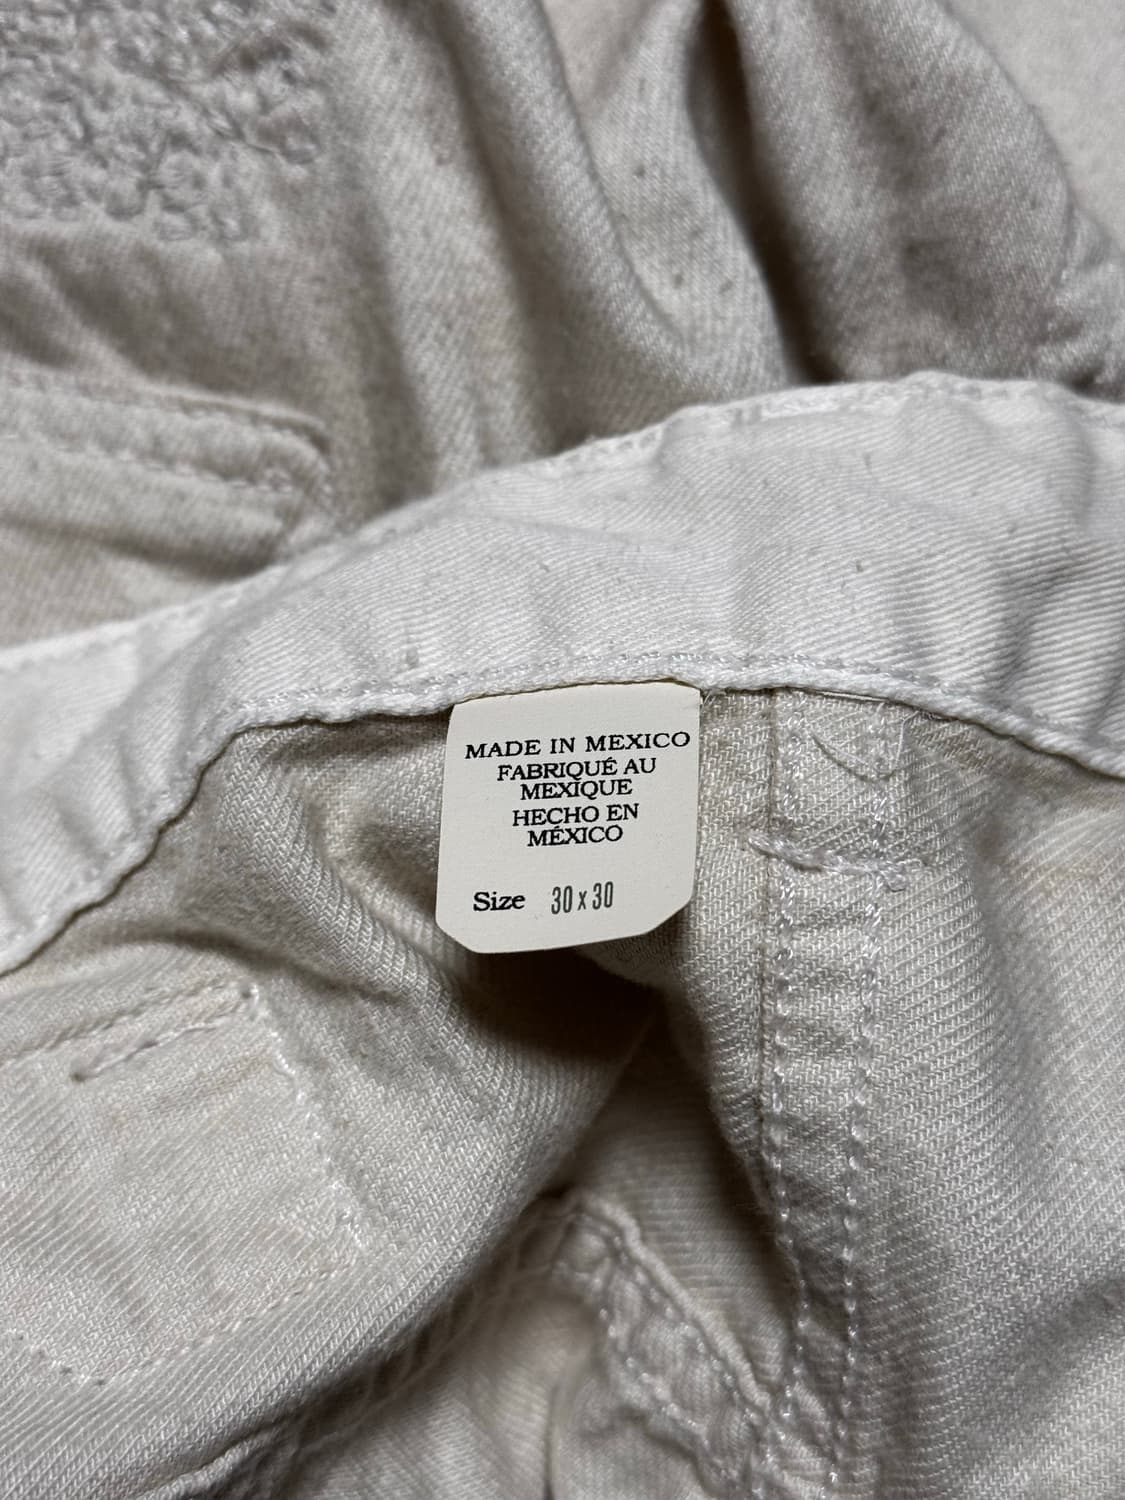 MADE IN MEXICO
FABRIQUÉ AU
MEXIQUE
HECHO EN
MÉXICO
Size 30 x 30